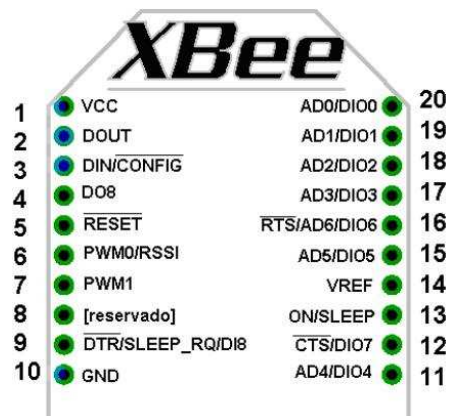 XBee
1 VCC AD0/DIO0 20
2 DOUT AD1/DIO1 19
3 DIN/CONFIG AD2/DIO2 18
4 DO8 AD3/DIO3 17
5 RESET RTS/AD6/DIO6 16
6 PWM0/RSSI AD5/DIO5 15
7 PWM1 VREF 14
8 [reservado] ON/SLEEP 13
9 DTR/SLEEP_RQ/DI8 CTS/DIO7 12
10 GND AD4/DIO4 11